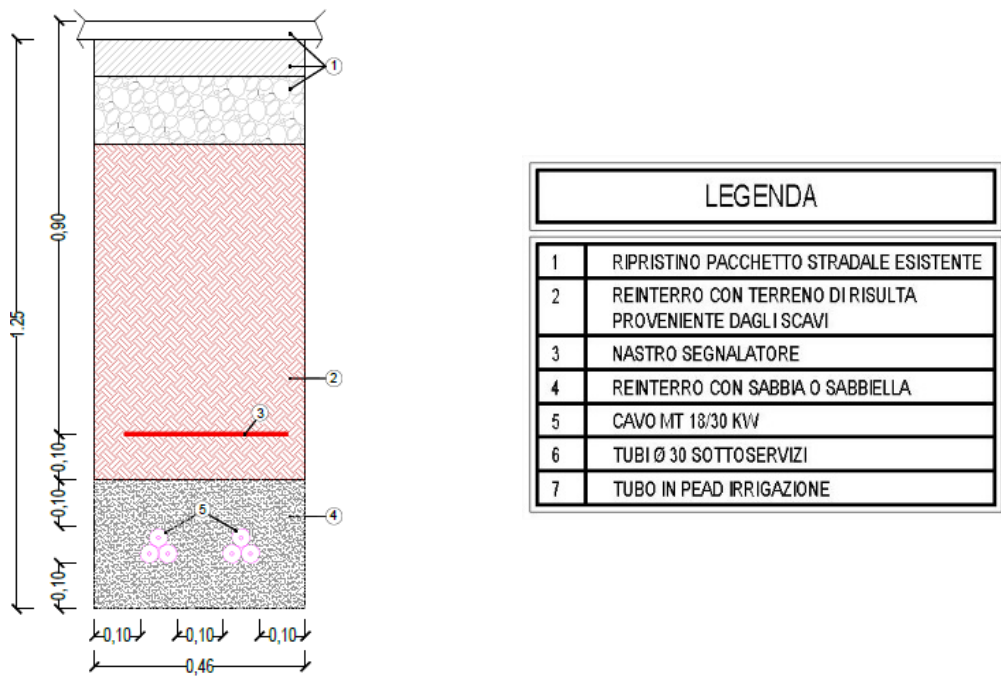 0,90
1.25
0,10
0,10
0,10
1
2
3
4
5
0,10
0,10
0,10
0,46
LEGENDA
1 RIPRISTINO PACCHETTO STRADALE ESISTENTE
2 REINTERRO CON TERRENO DI RISULTA
PROVENIENTE DAGLI SCAVI
3 NASTRO SEGNALATORE
4 REINTERRO CON SABBIA O SABBIELLA
5 CAVO MT 18/30 KW
6 TUBI Ø 30 SOTTOSERVIZI
7 TUBO IN PEAD IRRIGAZIONE